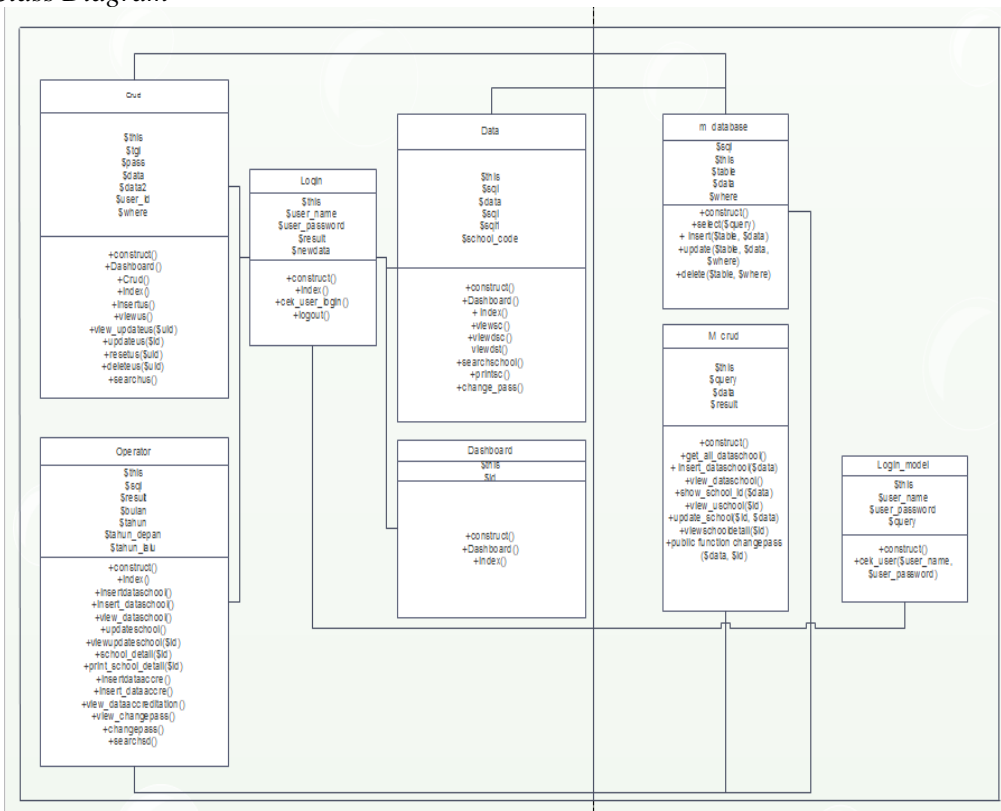 Class Diagram
Crud
$this
$tgl
$pass
$data
$data2
$user_id
$where
+construct()
+Dashboard()
+Crud()
+Index()
+insertus()
+viewus()
+view_updateus($uid)
+updateus($id)
+resetus($uid)
+deleteus($uid)
+searchus()
Operator
$this
$sql
$result
$bulan
$tahun
$tahun_depan
$tahun_lalu
+construct()
+Index()
+insertdataschool()
+insert_dataschool()
+view_dataschool()
+updateschool()
+viewupdateschool($id)
+school_detail($id)
+print_school_detail($id)
+insertdataaccre()
+insert_dataaccre()
+view_dataaccreditation()
+view_changepass()
+changepass()
+searchsd()
Login
$this
$user_name
$user_password
$result
$newdata
+construct()
+Index()
+cek_user_login()
+logout()
Data
$this
$sql
$data
$sql
$sqlt
$school_code
+construct()
+Dashboard()
+ Index()
+viewsc()
+viewdsc()
viewdst()
+searchschool()
+printsc()
+change_pass()
Dashboard
$this
$id
+construct()
+Dashboard()
+Index()
m_database
$sql
$this
$table
$data
$where
+construct()
+select($query)
+ Insert($table, $data)
+update($table, $data,
$where)
+delete($table, $where)
M_crud
$this
$query
$data
$result
+construct()
+get_all_dataschool()
+ insert_dataschool($data)
+view_dataschool()
+show_school_id($data)
+view_uschool($id)
+update_school($id, $data)
+viewschooldetail($id)
+public function changepass
($data, $id)
Login_model
$this
$user_name
$user_password
$query
+construct()
+cek_user($user_name,
$user_password)